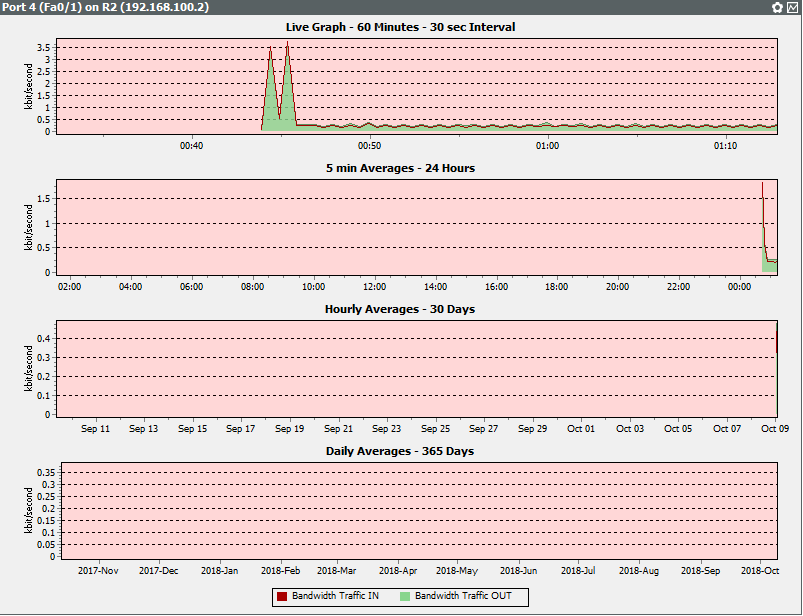 Port 4 (Fa0/1) on R2 (192.168.100.2)
Live Graph - 60 Minutes - 30 sec Interval
kbit/second
3.5
3
2.5
2
1.5
1
0.5
0
00:40 00:50 01:00 01:10
5 min Averages - 24 Hours
kbit/second
1.5
1
0.5
0
02:00 04:00 06:00 08:00 10:00 12:00 14:00 16:00 18:00 20:00 22:00 00:00
Hourly Averages - 30 Days
kbit/second
0.4
0.3
0.2
0.1
0
Sep 11 Sep 13 Sep 15 Sep 17 Sep 19 Sep 21 Sep 23 Sep 25 Sep 27 Sep 29 Oct 01 Oct 03 Oct 05 Oct 07 Oct 09
Daily Averages - 365 Days
kbit/second
0.35
0.3
0.25
0.2
0.15
0.1
0.05
0
2017-Nov 2017-Dec 2018-Jan 2018-Feb 2018-Mar 2018-Apr 2018-May 2018-Jun 2018-Jul 2018-Aug 2018-Sep 2018-Oct
Bandwidth Traffic IN Bandwidth Traffic OUT